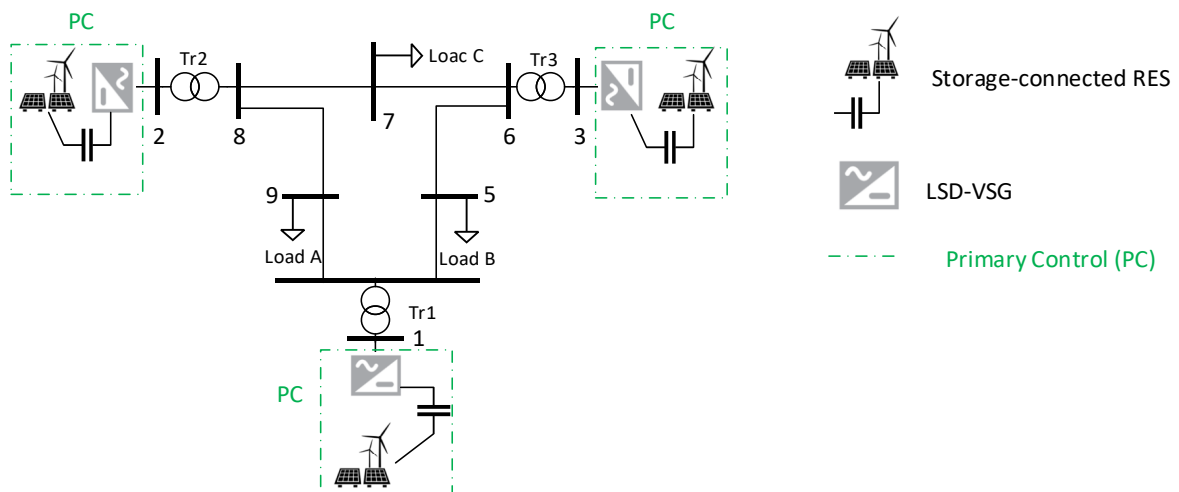 PC
PC
Tr2
Loac C
Tr3
Storage-connected RES
2
8
7
6
3
9
5
LSD-VSG
Load A
Load B
Primary Control (PC)
Tr1
1
PC